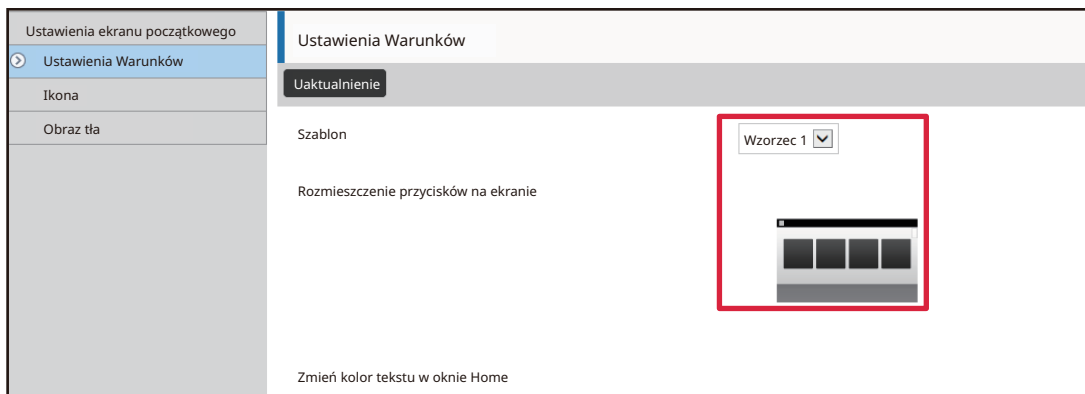 Ustawienia ekranu początkowego
Ustawienia Warunków
Ikona
Obraz tła
Ustawienia Warunków
Uaktualnienie
Szablon
Wzorzec 1
Rozmieszczenie przycisków na ekranie
Zmień kolor tekstu w oknie Home